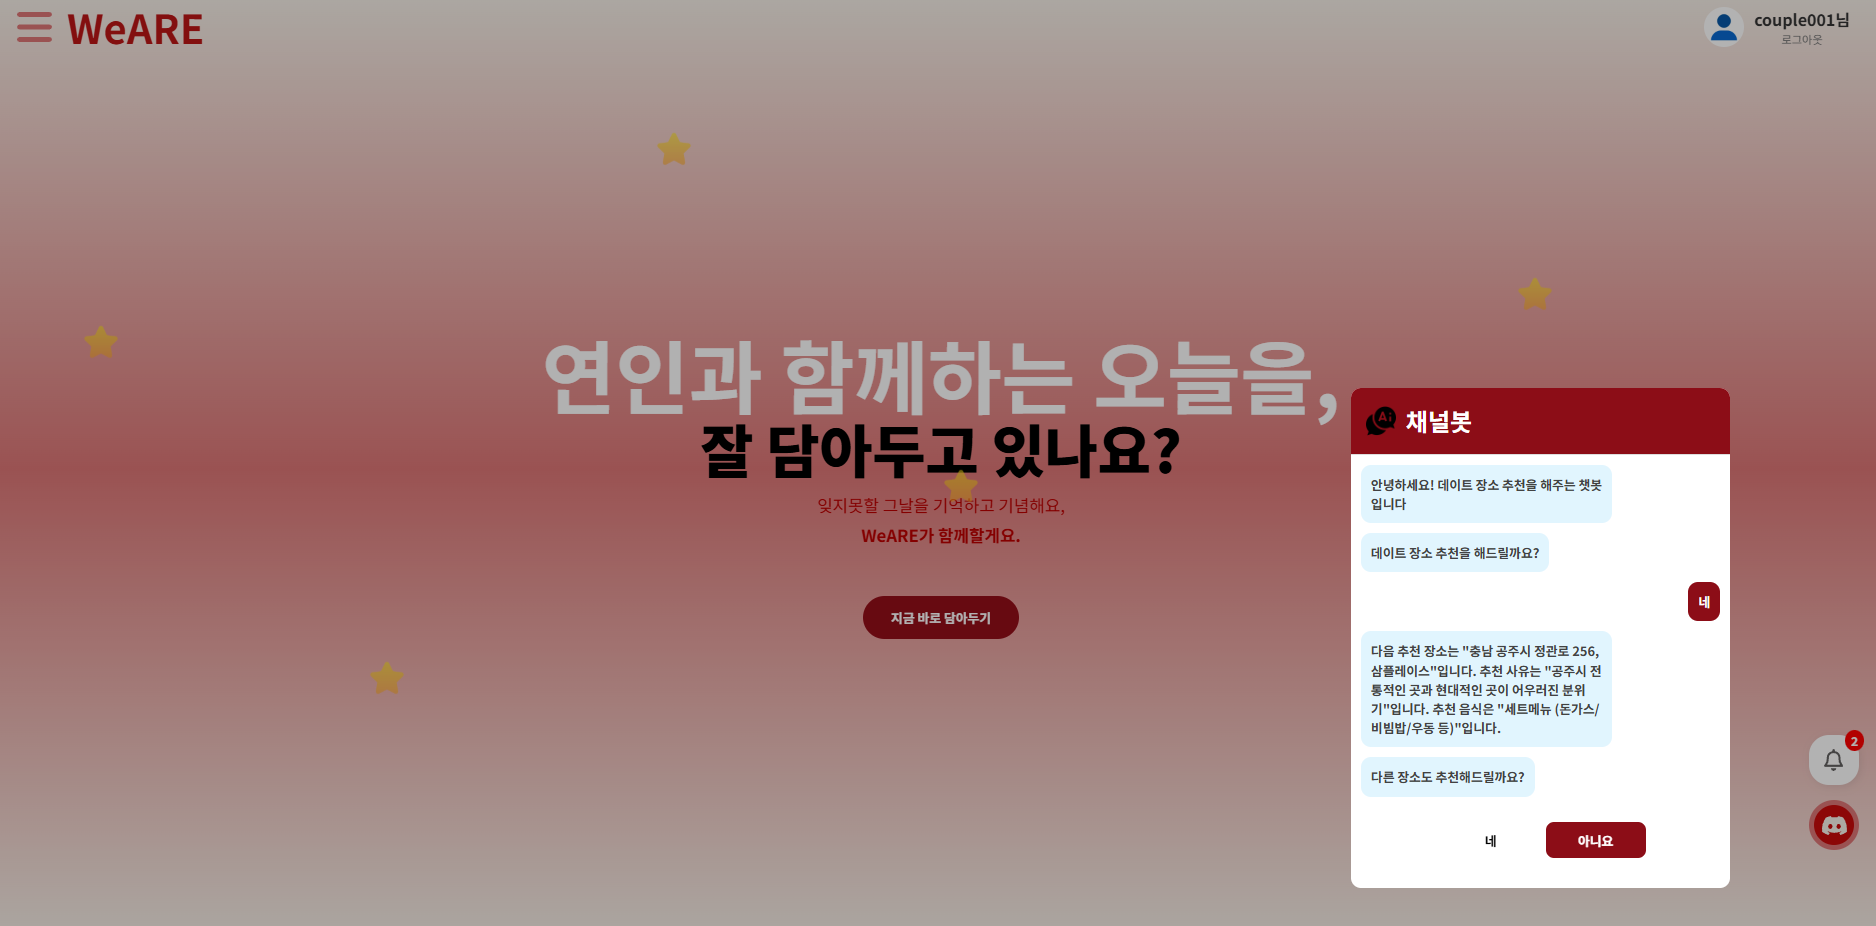 WeARE
couple001님
로그아웃
연인과 함께하는 오늘을,
잘 담아두고 있나요?
잊지못할 그날을 기억하고 기념해요,
WeARE가 함께할게요.
지금 바로 담아두기
Ai
채널봇
안녕하세요! 데이트 장소 추천을 해주는 챗봇
입니다
데이트 장소 추천을 해드릴까요?
네
다음 추천 장소는 "충남 공주시 정관로 256,
삼플레이스"입니다. 추천 사유는 "공주시 전
통적인 곳과 현대적인 곳이 어우러진 분위
기"입니다. 추천 음식은 "세트메뉴 (돈가스/
비빔밥/우동 등)"입니다.
다른 장소도 추천해드릴까요?
네
아니요
2